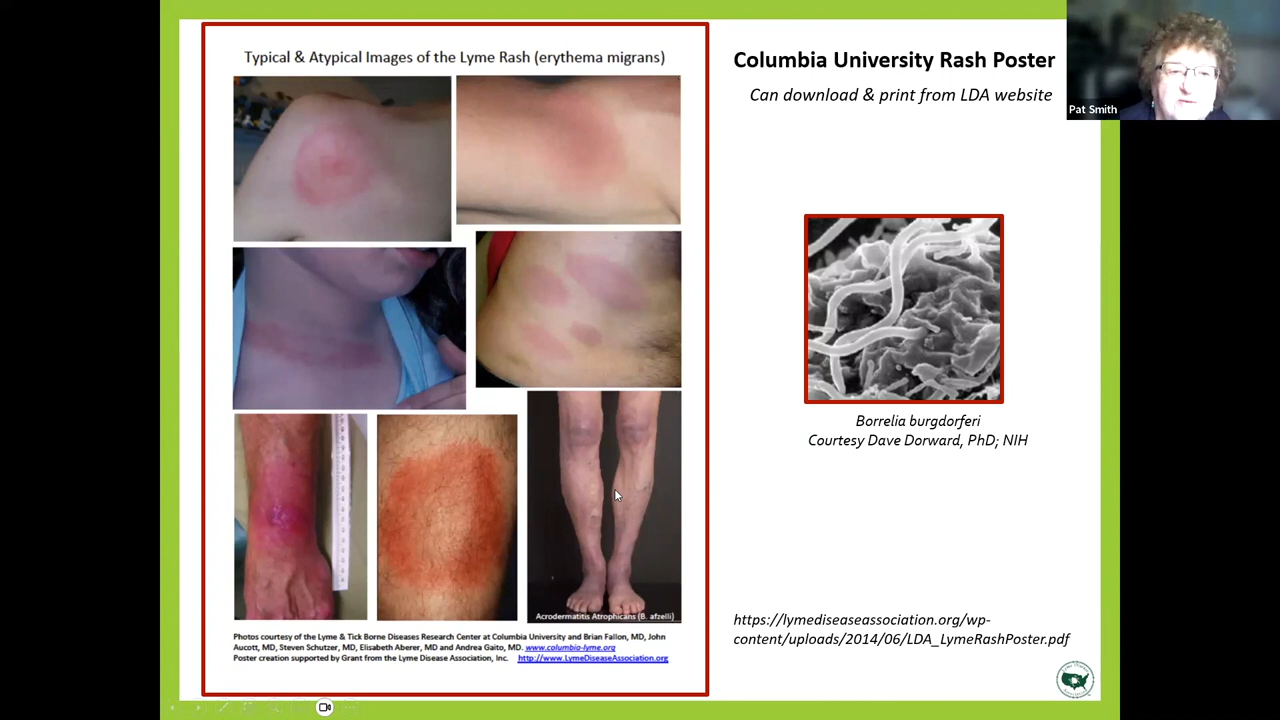 Typical & Atypical Images of the Lyme Rash (erythema migrans)
Acrodermatitis Atrophicans (B. afzelli)
Photos courtesy of the Lyme & Tick Borne Diseases Research Center at Columbia University and Brian Fallon, MD, John
Aucott, MD, Steven Schutzer, MD, Elisabeth Aberer, MD and Andrea Gaito, MD. www.columbia-lyme.org
Poster creation supported by Grant from the Lyme Disease Association, Inc. http://www.LymeDiseaseAssociation.org
Columbia University Rash Poster
Can download & print from LDA website
Pat Smith
Borrelia burgdorferi
Courtesy Dave Dorward, PhD; NIH
https://lymediseaseassociation.org/wp-
content/uploads/2014/06/LDA_LymeRashPoster.pdf